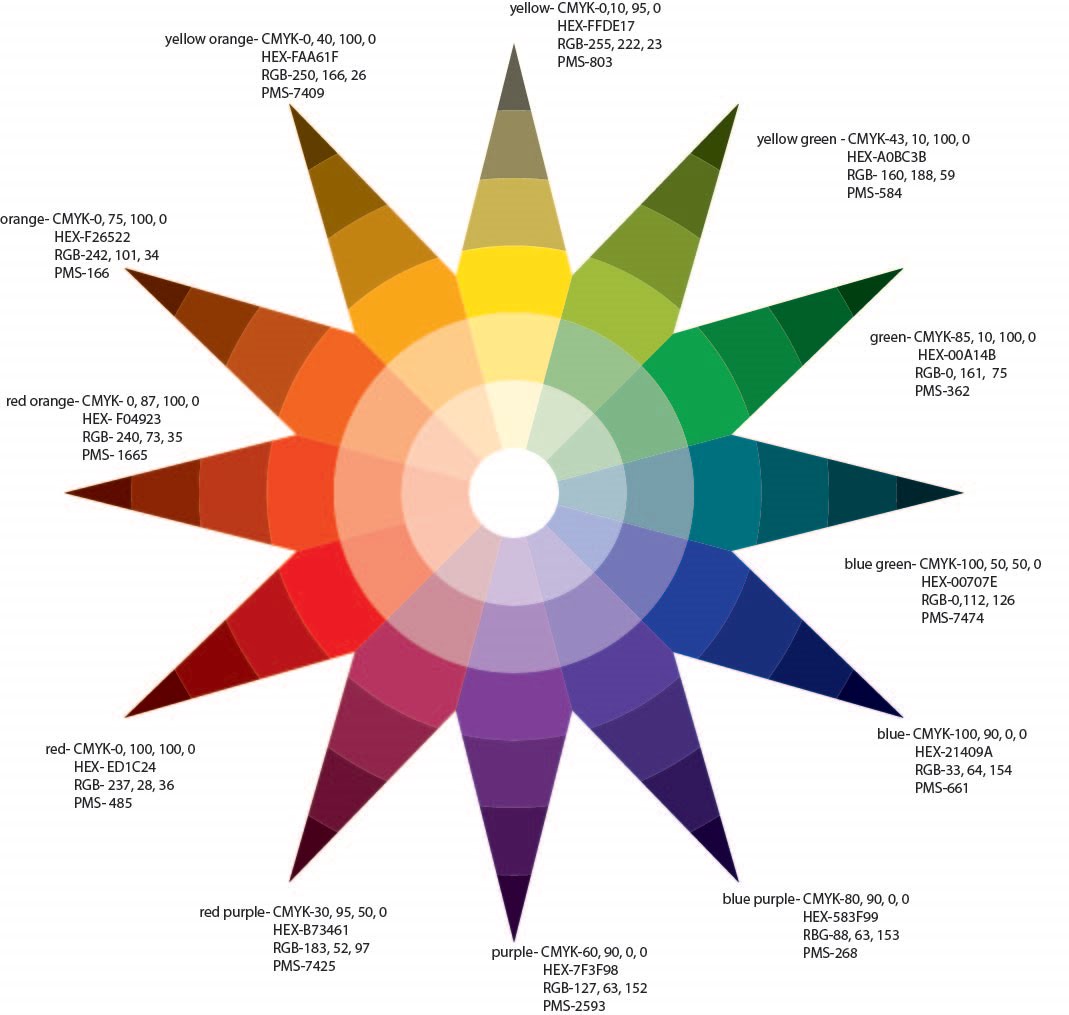 yellow- CMYK-0,10, 95, 0
HEX-FFDE17
RGB-255, 222, 23
PMS-803
yellow orange- CMYK-0, 40, 100, 0
HEX-FAA61F
RGB-250, 166, 26
PMS-7409
yellow green - CMYK-43, 10, 100, 0
HEX-A0BC3B
RGB- 160, 188, 59
PMS-584
orange- CMYK-0, 75, 100, 0
HEX-F26522
RGB-242, 101, 34
PMS-166
green- CMYK-85, 10, 100, 0
HEX-00A14B
RGB-0, 161, 75
PMS-362
red orange- CMYK- 0, 87, 100, 0
HEX- F04923
RGB- 240, 73, 35
PMS- 1665
blue green- CMYK-100, 50, 50, 0
HEX-00707E
RGB-0,112, 126
PMS-7474
red- CMYK-0, 100, 100, 0
HEX- ED1C24
RGB- 237, 28, 36
PMS- 485
blue- CMYK-100, 90, 0, 0
HEX-21409A
RGB-33, 64, 154
PMS-661
red purple- CMYK-30, 95, 50, 0
HEX-B73461
RGB-183, 52, 97
PMS-7425
blue purple- CMYK-80, 90, 0, 0
HEX-583F99
RBG-88, 63, 153
PMS-268
purple- CMYK-60, 90, 0, 0
HEX-7F3F98
RGB-127, 63, 152
PMS-2593